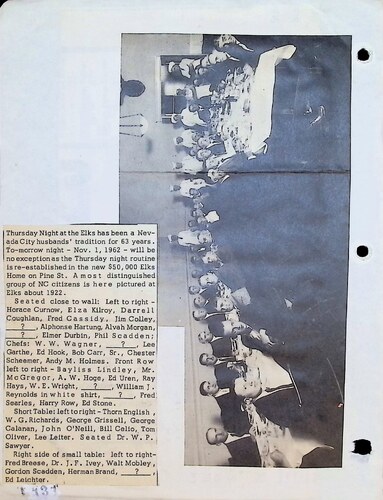 Thursday Night at the Elks has been a Nev-
ada City husbands' tradition for 63 years.
To-morrow night - Nov. 1, 1962 - will be
no exception as the Thursday night routine
is re-established in the new $50,000 Elks
Home on Pine St. A most distinguished
group of NC citizens is here pictured at
Elks about 1922.
Seated close to wall: Left to right -
Horace Curnow, Elza Kilroy, Darrell
Coughlan, Fred Cassidy. Jim Colley,
?, Alphonse Hartung, Alvah Morgan,
?, Elmer Durbin, Phil Scadden;
Chefs: W. W. Wagner, ?, Lee
Garthe, Ed Hook, Bob Carr, Sr., Chester
Scheemer, Andy M. Holmes. Front Row
left to right - Bayliss Lindley, Mr.
McGregor, A. W. Hoge, Ed Uren, Ray
Hays, W. E. Wright, ?, William J.
Reynolds in white shirt, ?, Fred
Searles, Harry Row, Ed Stone.
Short Table: left to right - Thorn English,
W. G. Richards, George Grissell, George
Calanan, John O'Neill, Bill Celio, Tom
Oliver, Lee Leiter. Seated Dr. W. P.
Sawyer.
Right side of small table: left to right-
Fred Breese, Dr. J. F. Ivey, Walt Mobley,
Gordon Scadden, Herman Brand, ?,
Ed Leichter.